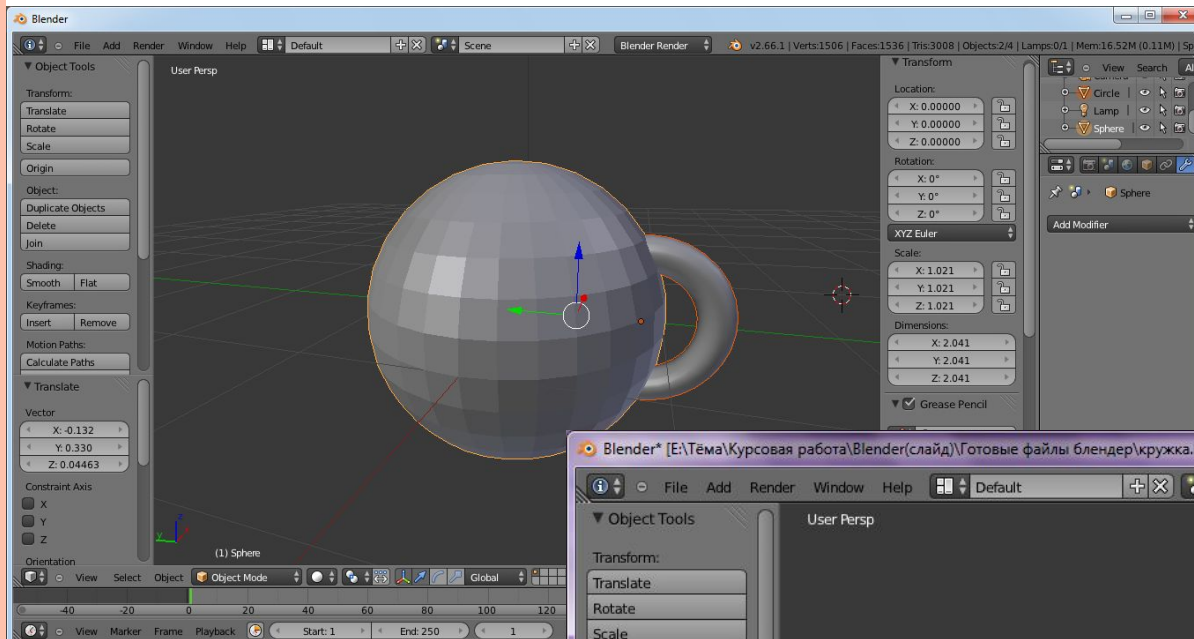 Blender
File Add Render Window Help Default Scene Blender Render v2.66.1 | Verts:1506 | Faces:1536 | Tris:3008 | Objects:2/4 | Lamps:0/1 | Mem:16.52M (0.11M) | Sp
Object Tools
Transform:
Translate
Rotate
Scale
Origin
Object:
Duplicate Objects
Delete
Join
Shading:
Smooth Flat
Keyframes:
Insert Remove
Motion Paths:
Calculate Paths
Translate
Vector
X: -0.132
Y: 0.330
Z: 0.04463
Constraint Axis
X
Y
Z
Orientation
User Persp
z
y
(1) Sphere
Transform
Location:
X: 0.00000
Y: 0.00000
Z: 0.00000
Rotation:
X: 0°
Y: 0°
Z: 0°
XYZ Euler
Scale:
X: 1.021
Y: 1.021
Z: 1.021
Dimensions:
X: 2.041
Y: 2.041
Z: 2.041
Grease Pencil
View Search Al
Circle
Lamp
Sphere
Sphere
Add Modifier
View Select Object Object Mode Global
-40 -20 0 20 40 60 80 100 120
View Marker Frame Playback Start: 1 End: 250 1
Blender* [E:\Тёма\Курсовая работа\Blender(слайд)\Готовые файлы блендер\кружка.
File Add Render Window Help Default
Object Tools
User Persp
Transform:
Translate
Rotate
Scale